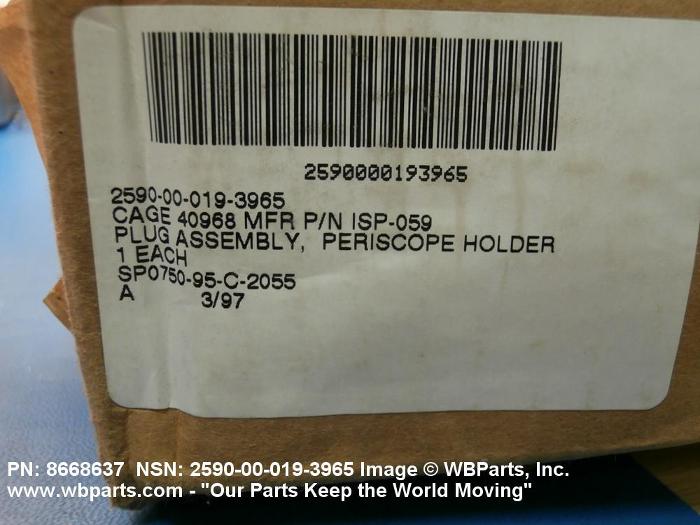 2590000193965
2590-00-019-3965
CAGE 40968 MFR P/N ISP-059
PLUG ASSEMBLY, PERISCOPE HOLDER
1 EACH
SP0750-95-C-2055
A 3/97
PN: 8668637 NSN: 2590-00-019-3965 Image © WBParts, Inc.
www.wbparts.com - "Our Parts Keep the World Moving"